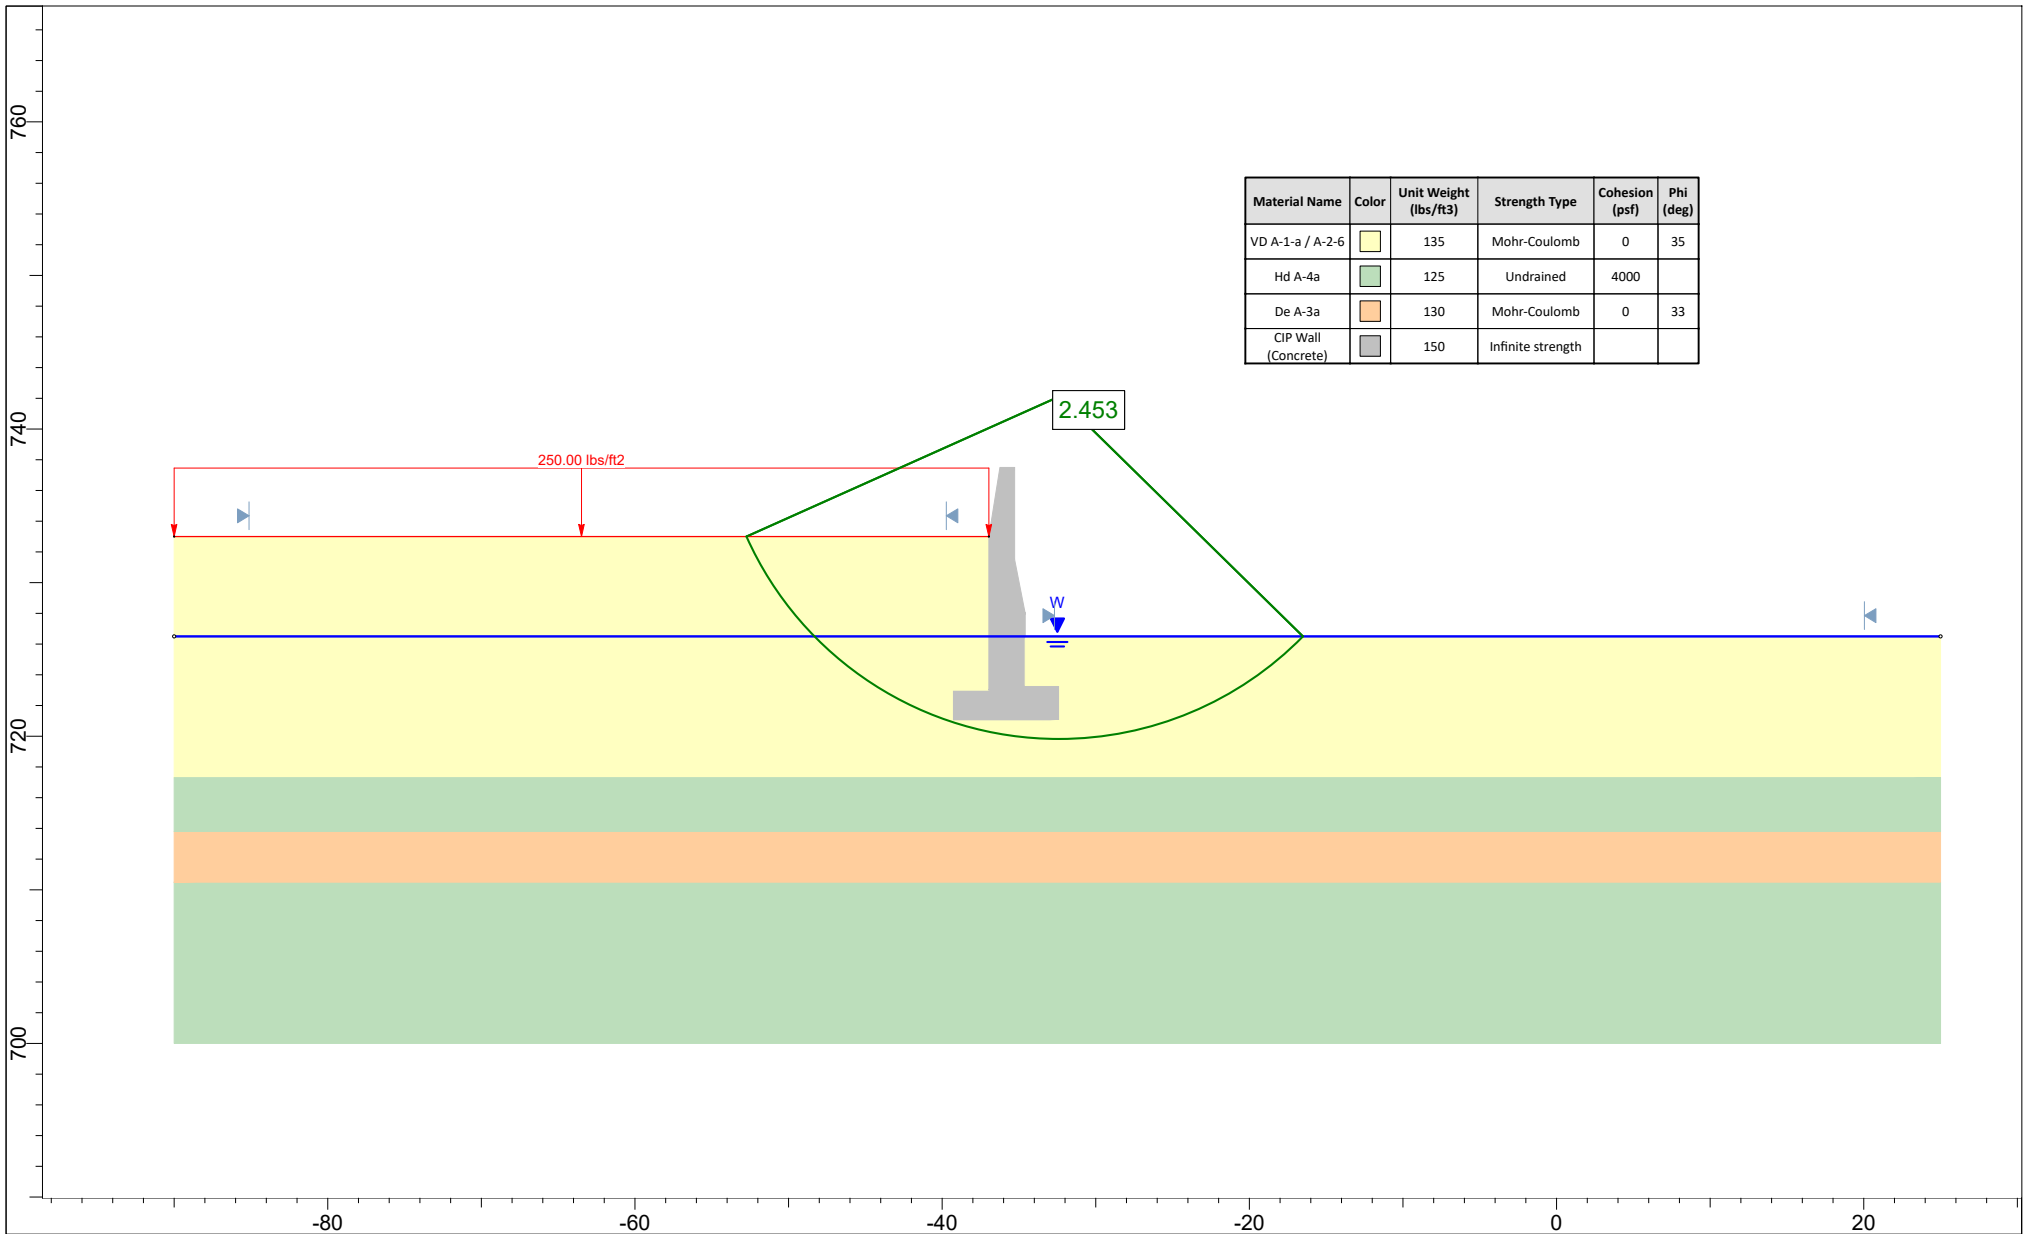 760
740
720
700
Material Name Color Unit Weight (lbs/ft3) Strength Type Cohesion (psf) Phi (deg)
VD A-1-a / A-2-6 135 Mohr-Coulomb 0 35
Hd A-4a 125 Undrained 4000
De A-3a 130 Mohr-Coulomb 0 33
CIP Wall (Concrete) 150 Infinite strength
2.453
250.00 lbs/ft2
W
-80 -60 -40 -20 0 20